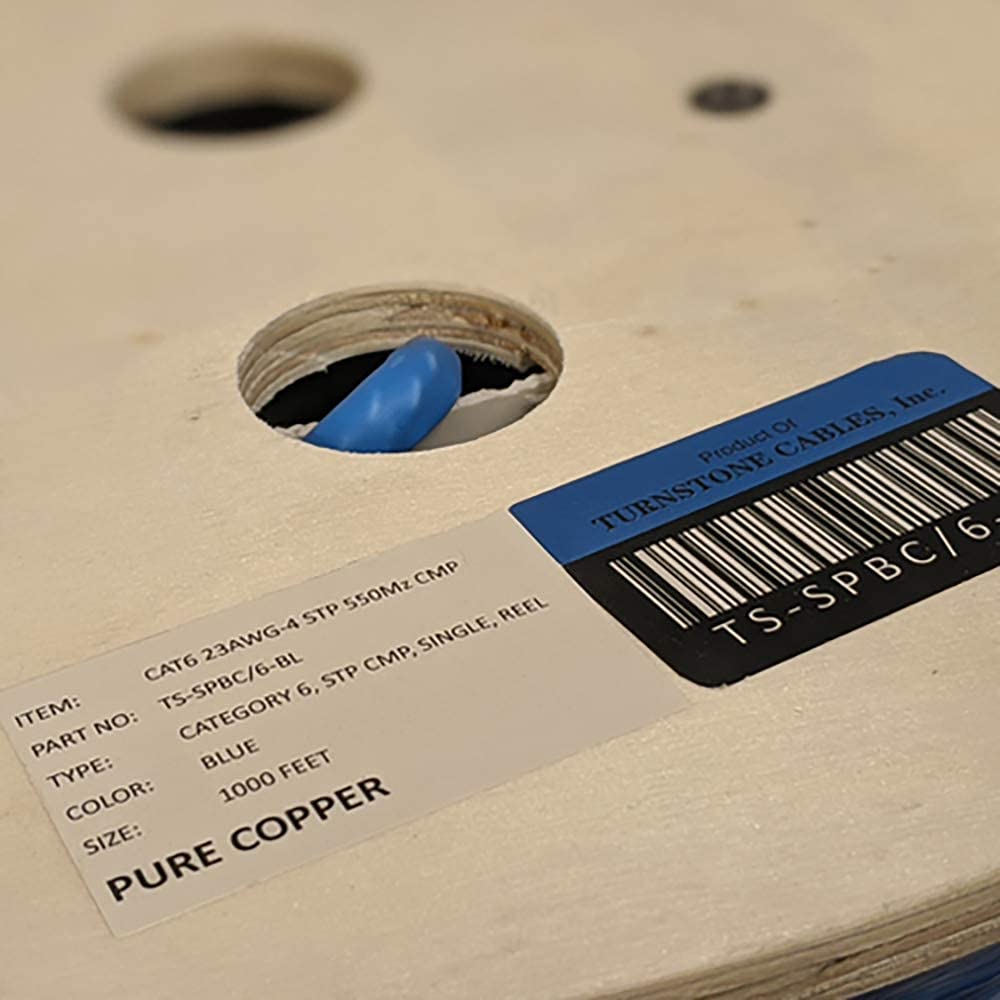 Product Of
TURNSTONE CABLES, Inc.
TS-SPBC/6-
ITEM: CAT6 23AWG-4 STP 550Mz CMP
PART NO: TS-SPBC/6-BL
TYPE: CATEGORY 6, STP CMP, SINGLE, REEL
COLOR: BLUE
SIZE: 1000 FEET
PURE COPPER